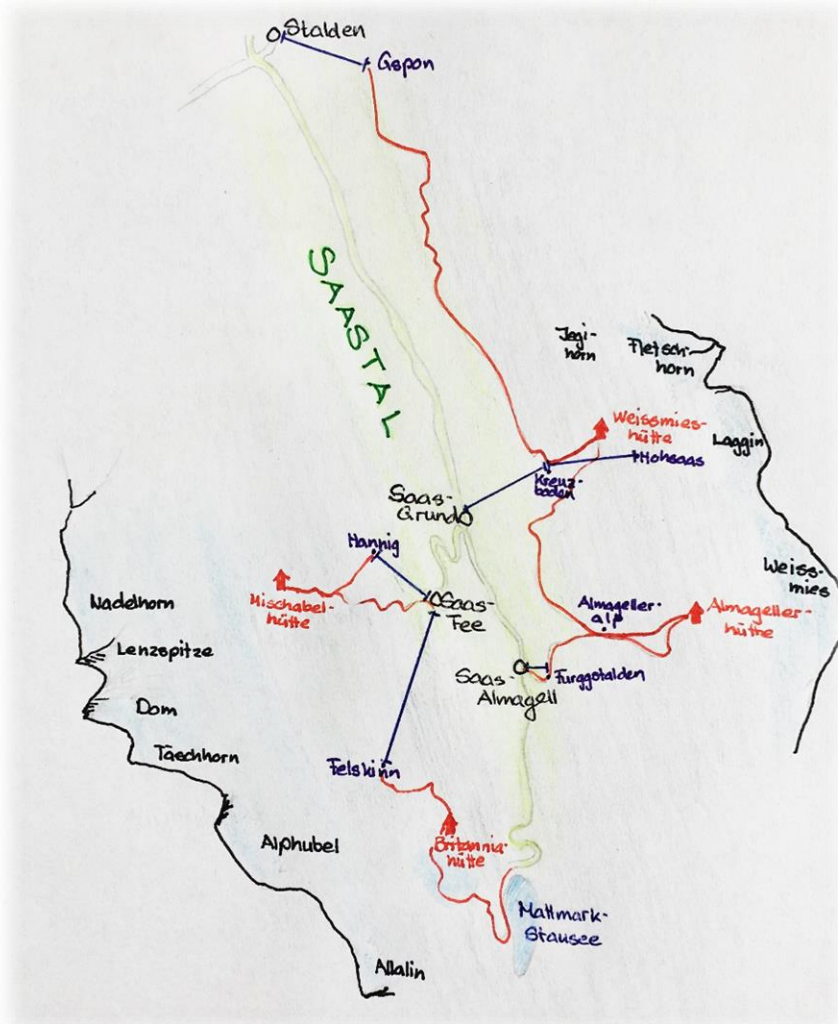 Stalden
Gspon
SAASTAL
Jegi-
horn
Fletsch-
horn
Weissmies-
hütte
Laggin
Hohsaas
Kreuz-
boden
Saas-
Grund
Hannig
Weiss-
mies
Mischabel-
hütte
Saas-
Fee
Almageller-
alp
Almageller-
hütte
Nadelhorn
Lenzspitze
Saas-
Almagell
Furggstalden
Dom
Täschhorn
Felskinn
Alphubel
Britannia-
hütte
Mattmark-
Stausee
Allalin